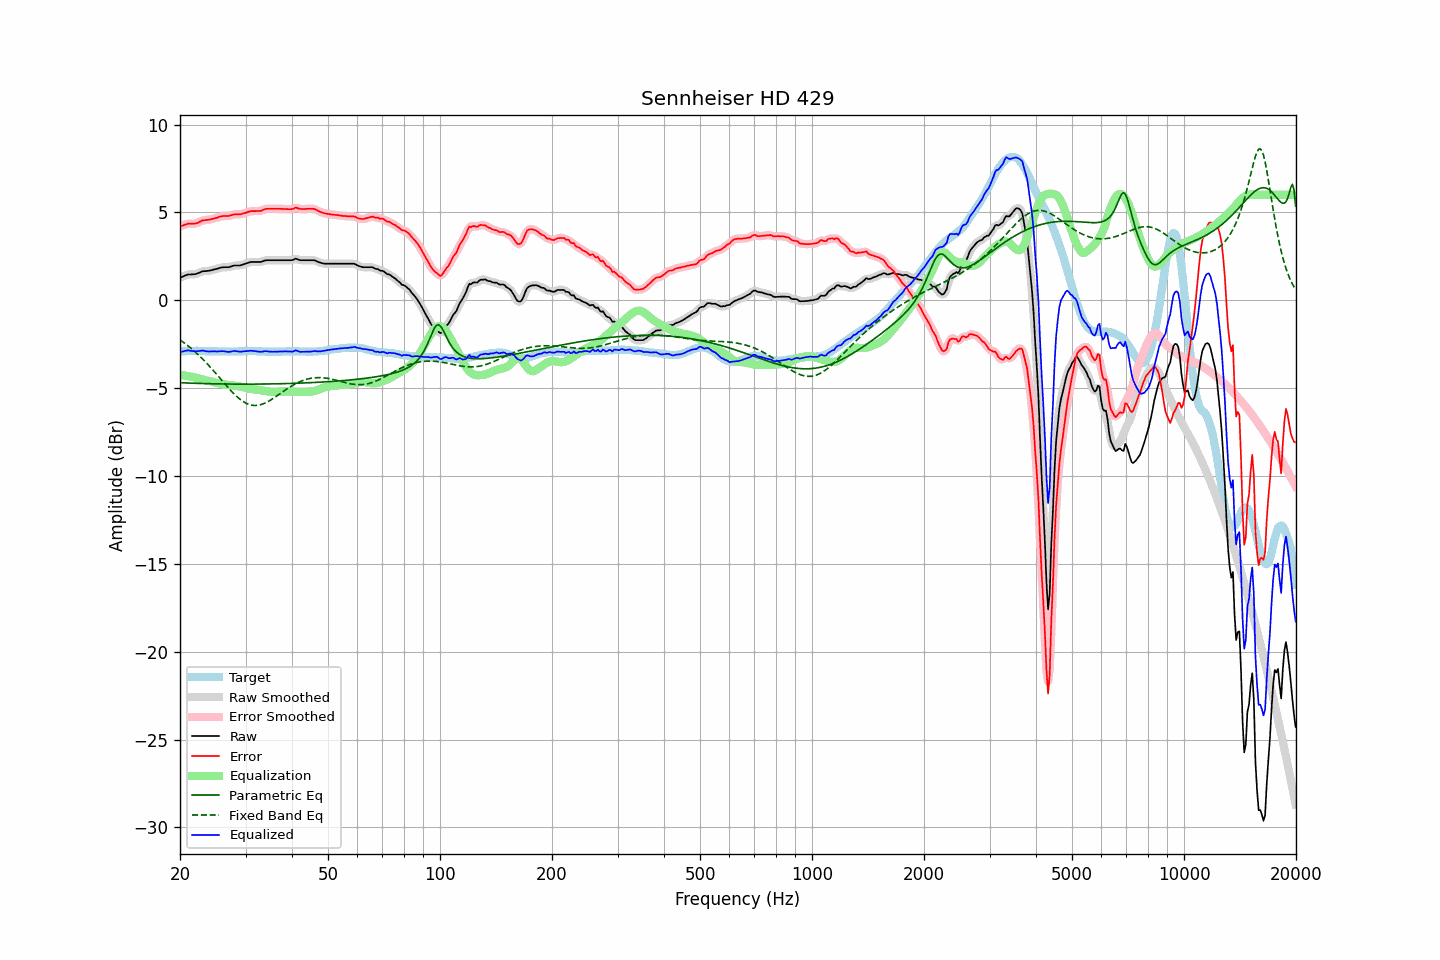 Sennheiser HD 429
10
5
0
−5
−10
−15
−20
−25
−30
Amplitude (dBr)
Target
Raw Smoothed
Error Smoothed
Raw
Error
Equalization
Parametric Eq
Fixed Band Eq
Equalized
20
50
100
200
500
1000
2000
5000
10000
20000
Frequency (Hz)